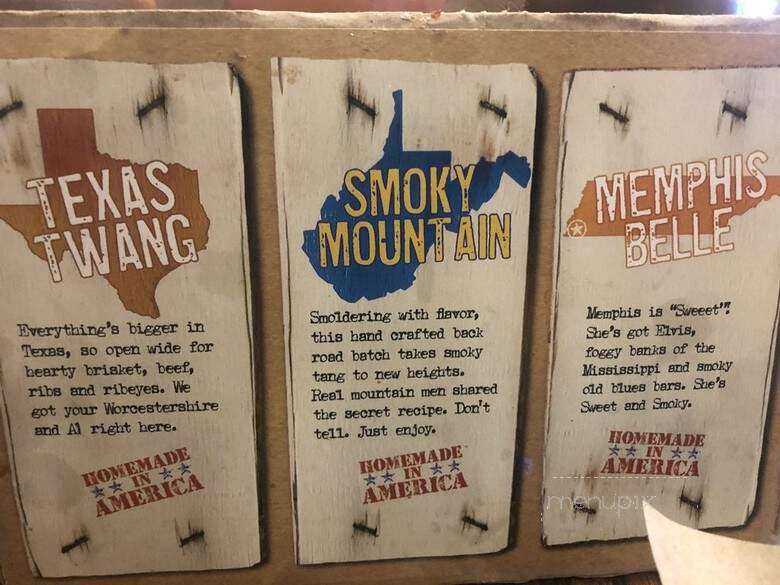 TEXAS
TWANG
Everything's bigger in
Texas, so open wide for
hearty brisket, beef,
ribs and ribeyes. We
got your Worcestershire
and A1 right here.
HOMEMADE
IN
AMERICA
SMOKY
MOUNTAIN
Smoldering with flavor,
this hand crafted back
road batch takes smoky
tang to new heights.
Real mountain men shared
the secret recipe. Don't
tell. Just enjoy.
HOMEMADE
IN
AMERICA
MEMPHIS
BELLE
Memphis is "Sweeet"!
She's got Elvis,
foggy banks of the
Mississippi and smoky
old blues bars. She's
Sweet and Smoky.
HOMEMADE
IN
AMERICA
menupix